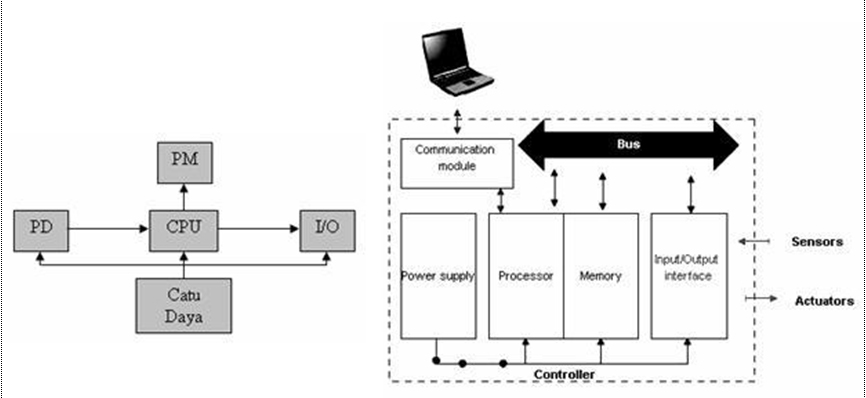 PM
PD
CPU
I/O
Catu
Daya
Communication
module
Bus
Power supply
Processor
Memory
Input/Output
interface
Sensors
Actuators
Controller